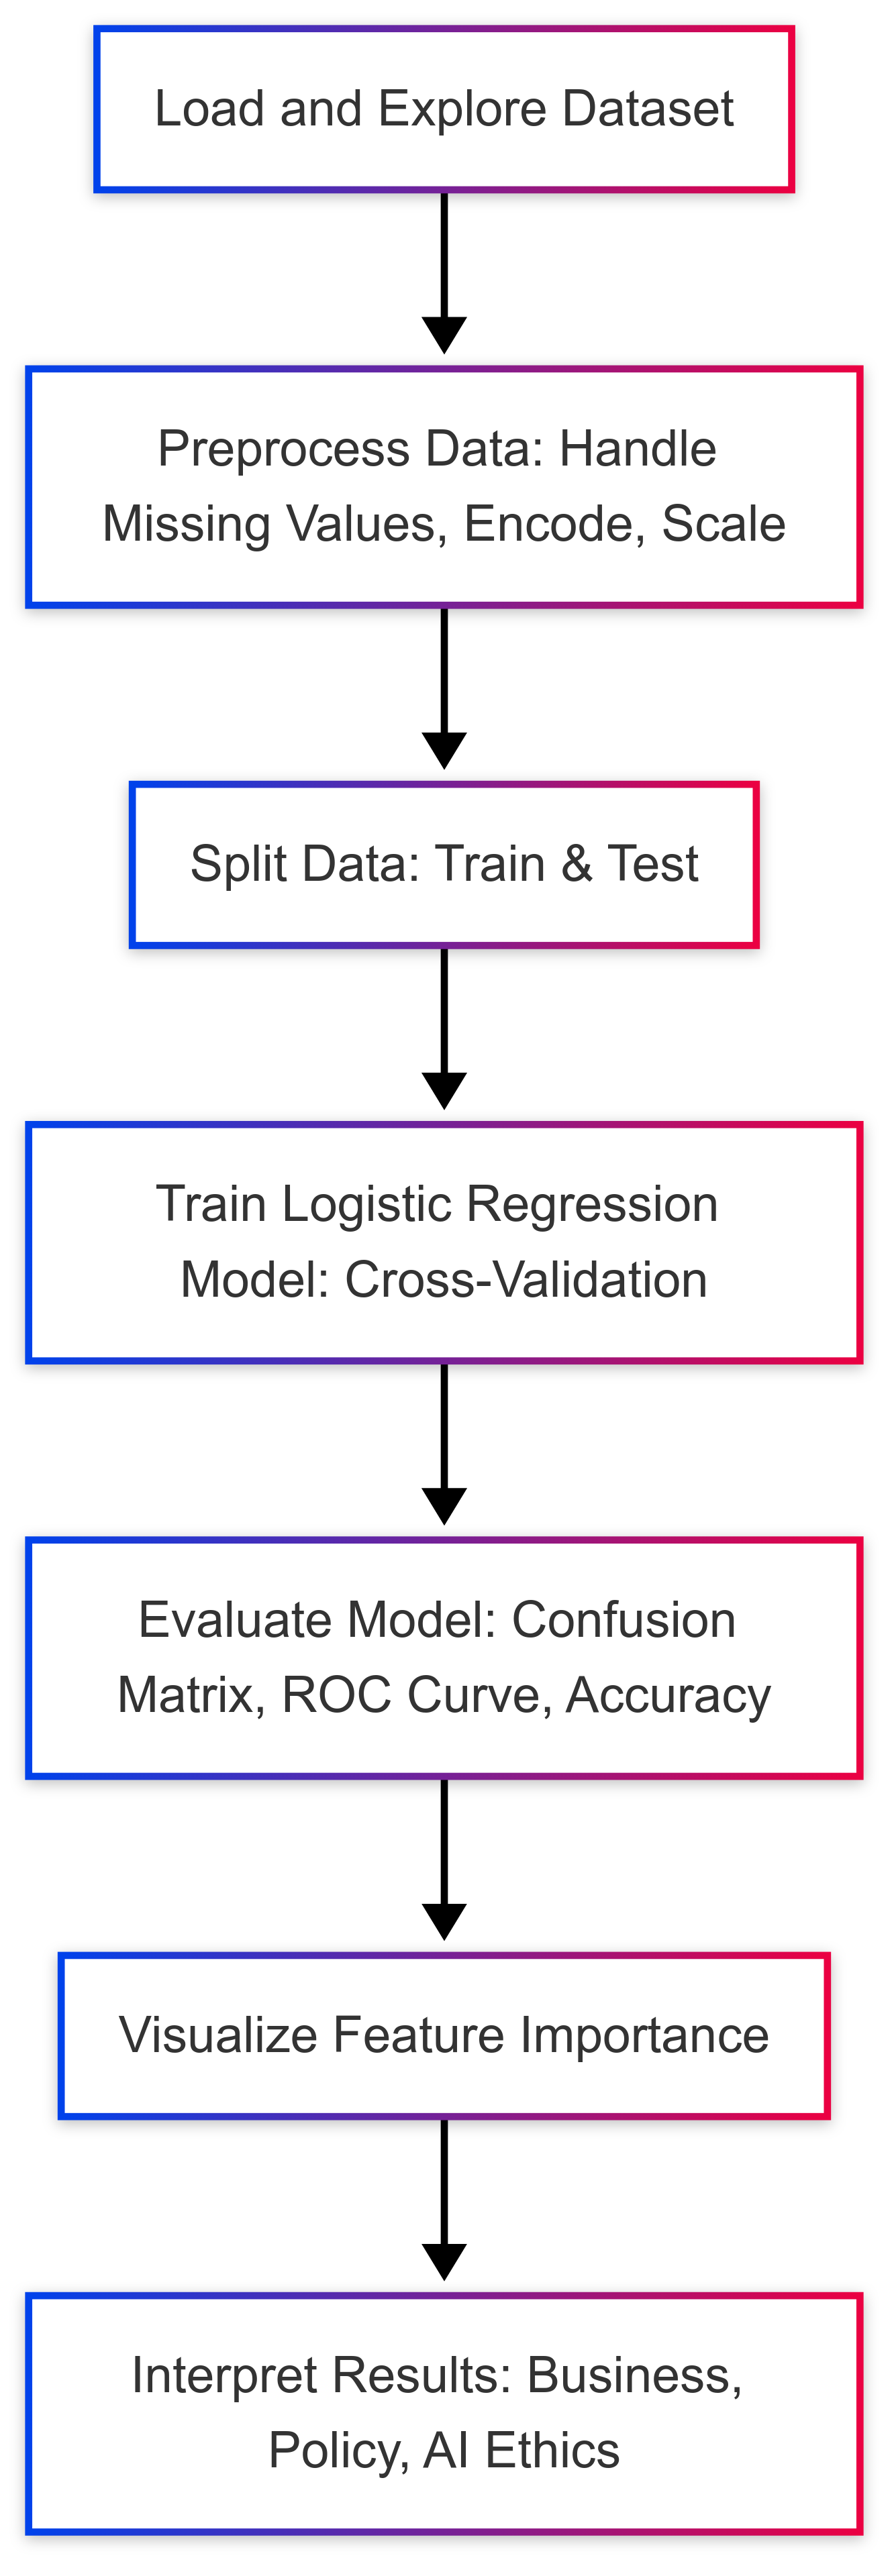 Load and Explore Dataset
Preprocess Data: Handle
Missing Values, Encode, Scale
Split Data: Train & Test
Train Logistic Regression
Model: Cross-Validation
Evaluate Model: Confusion
Matrix, ROC Curve, Accuracy
Visualize Feature Importance
Interpret Results: Business,
Policy, AI Ethics